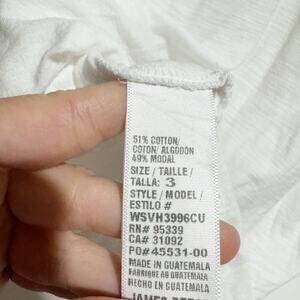 51% COTTON/
COTON/ ALGODON
49% MODAL
SIZE / TAILLE /
TALLA: 3
STYLE / MODEL /
ESTILO #
WSVH3996CU
RN# 95339
CA# 31092
PO#45531-00
MADE IN GUATEMALA
FABRIQUE AU GUATEMALA
HECHO EN GUATEMALA
JAMES